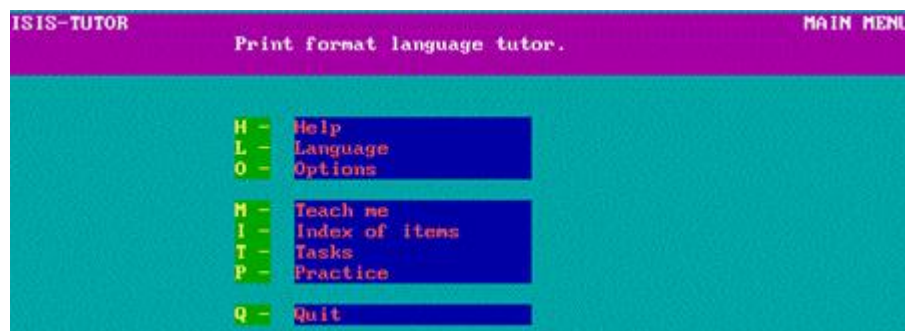 ISIS-TUTOR MAIN MENU
Print format language tutor.
H - Help
L - Language
O - Options
M - Teach me
I - Index of items
T - Tasks
P - Practice
Q - Quit